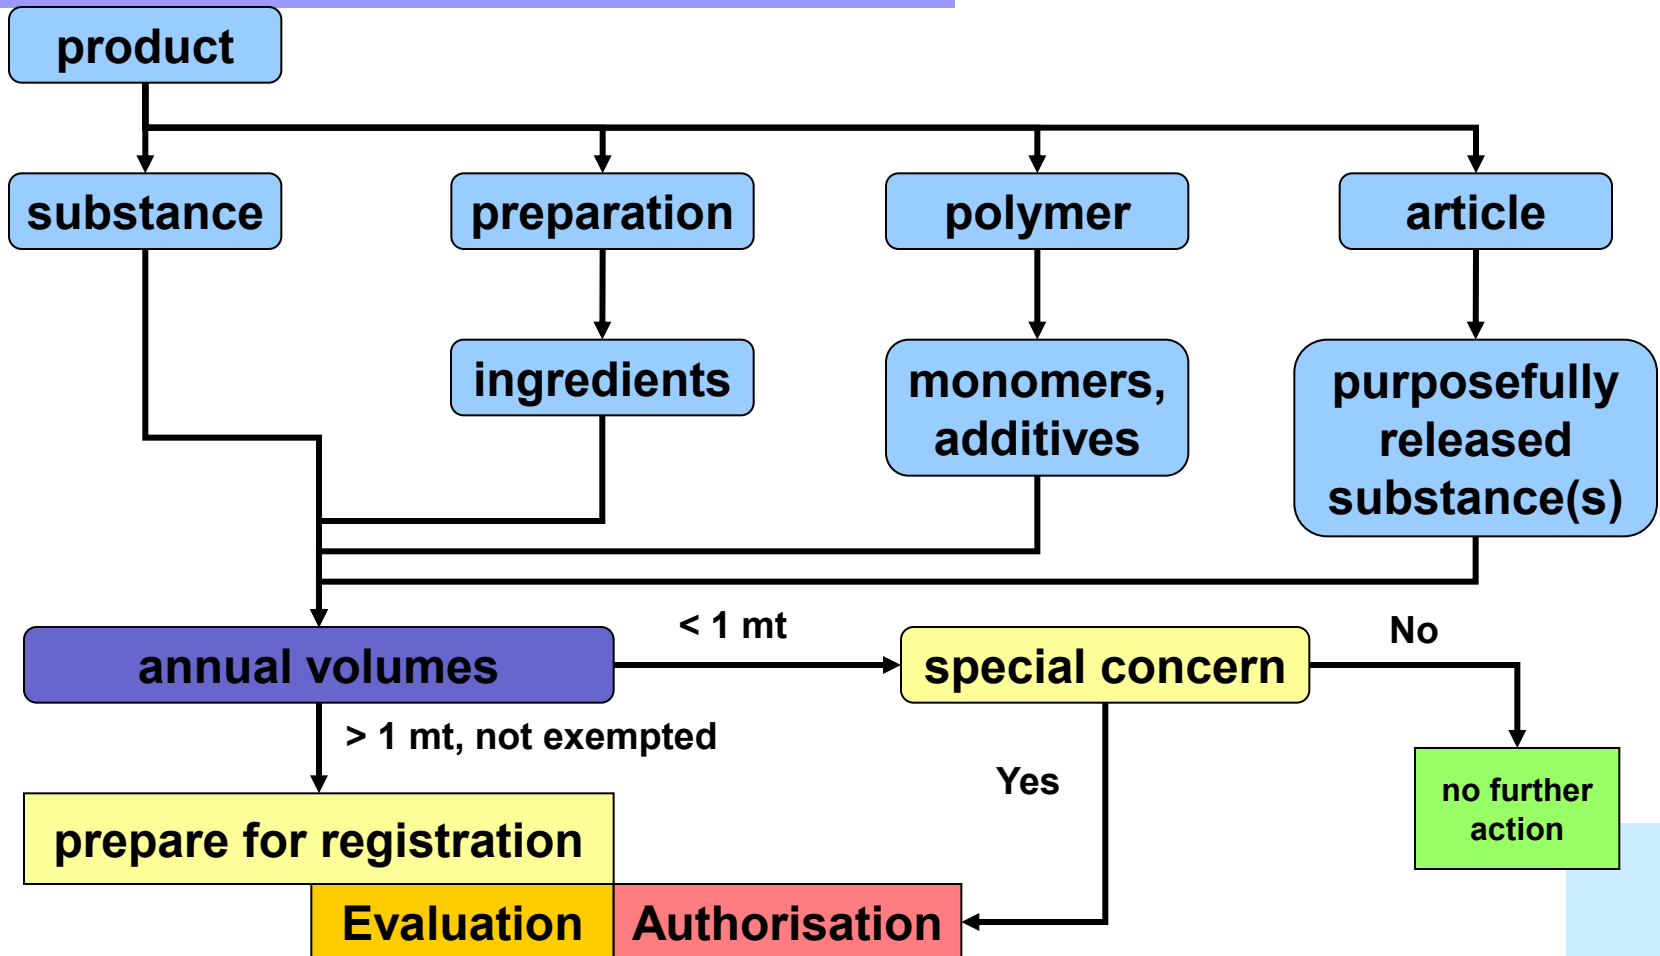 product
substance
preparation
polymer
article
ingredients
monomers,
additives
purposefully
released
substance(s)
annual volumes
< 1 mt
special concern
No
> 1 mt, not exempted
Yes
no further
action
prepare for registration
Evaluation
Authorisation